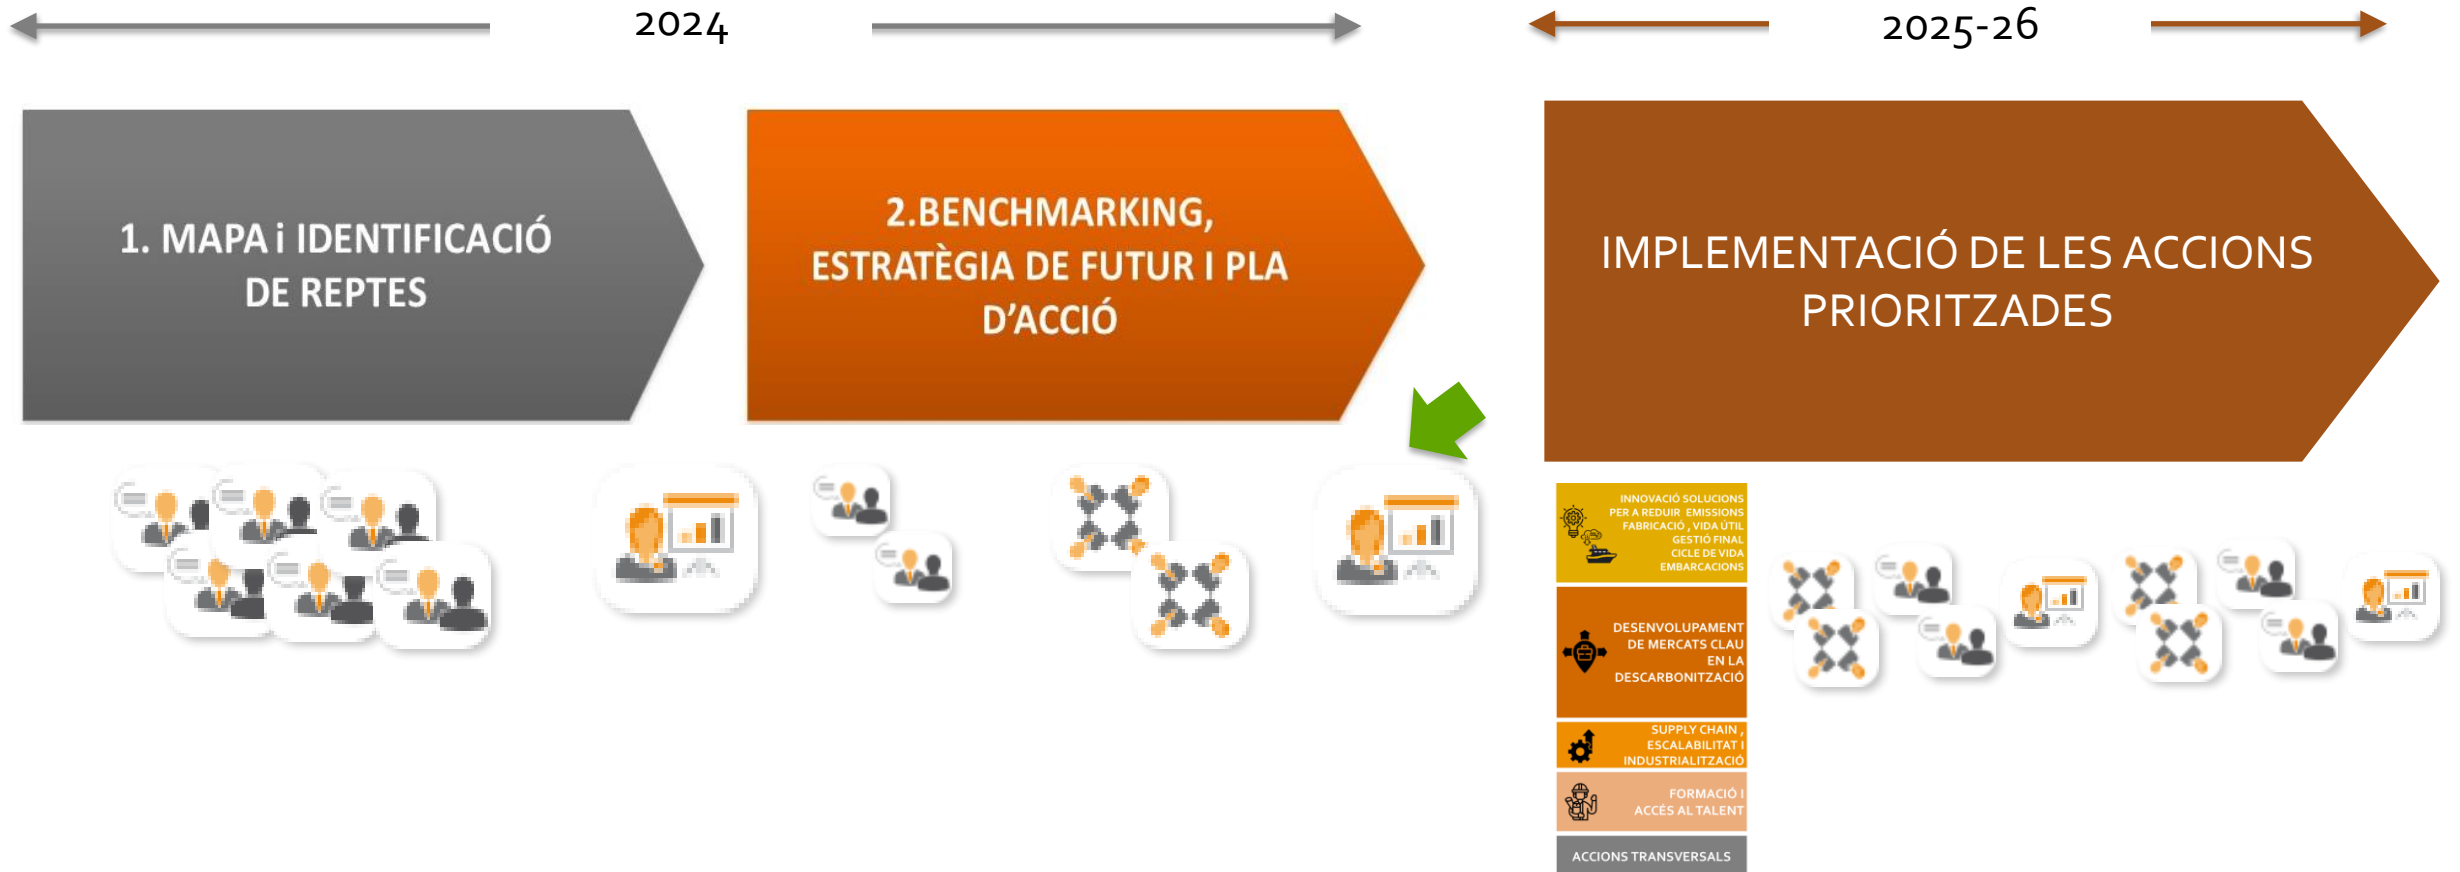 2024
2025-26
1. MAPA i IDENTIFICACIÓ
DE REPTES
2.BENCHMARKING,
ESTRATÈGIA DE FUTUR I PLA
D'ACCIÓ
IMPLEMENTACIÓ DE LES ACCIONS
PRIORITZADES
INNOVACIÓ SOLUCIONS
PER A REDUIR EMISSIONS
FABRICACIÓ , VIDA ÚTIL
GESTIÓ FINAL
CICLE DE VIDA
EMBARCACIONS
DESENVOLUPAMENT
DE MERCATS CLAU
EN LA
DESCARBONITZACIÓ
SUPPLY CHAIN ,
ESCALABILITAT I
INDUSTRIALITZACIÓ
FORMACIÓ I
ACCÉS AL TALENT
ACCIONS TRANSVERSALS